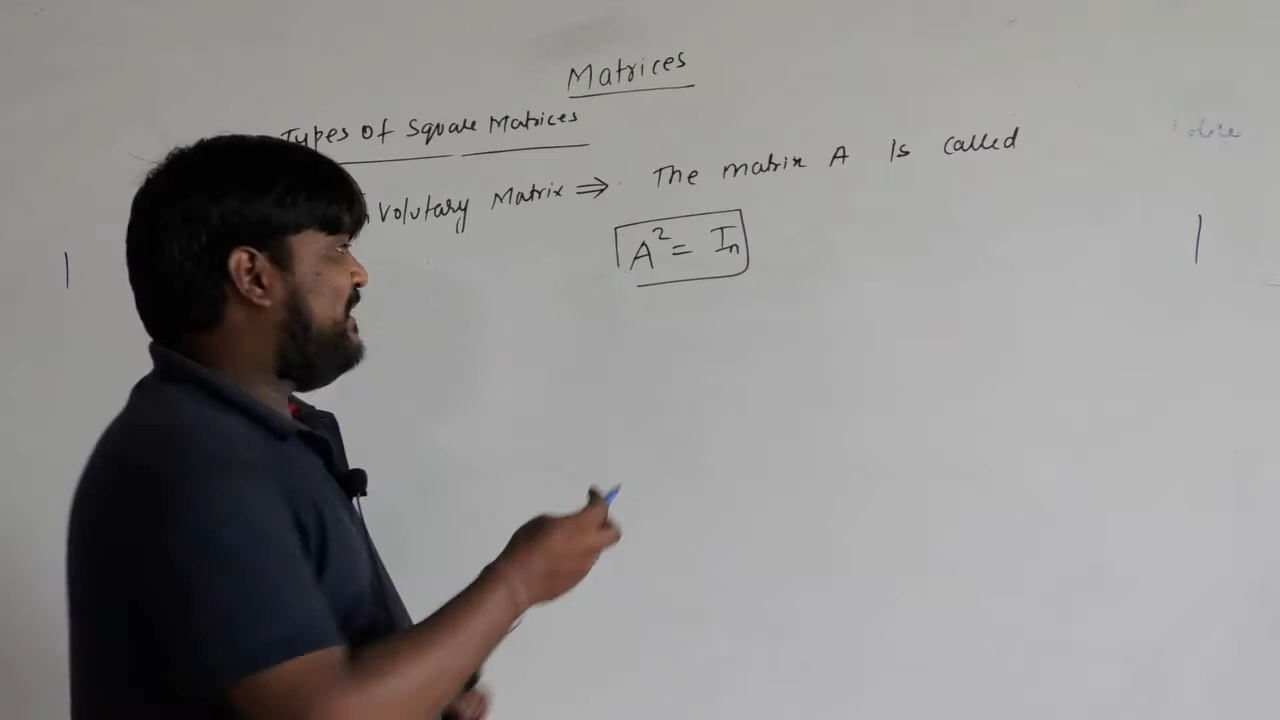 Matrices
Types of Square Matrices
Volutary Matrix ⇒ The matrix A is called
A² = Iₙ